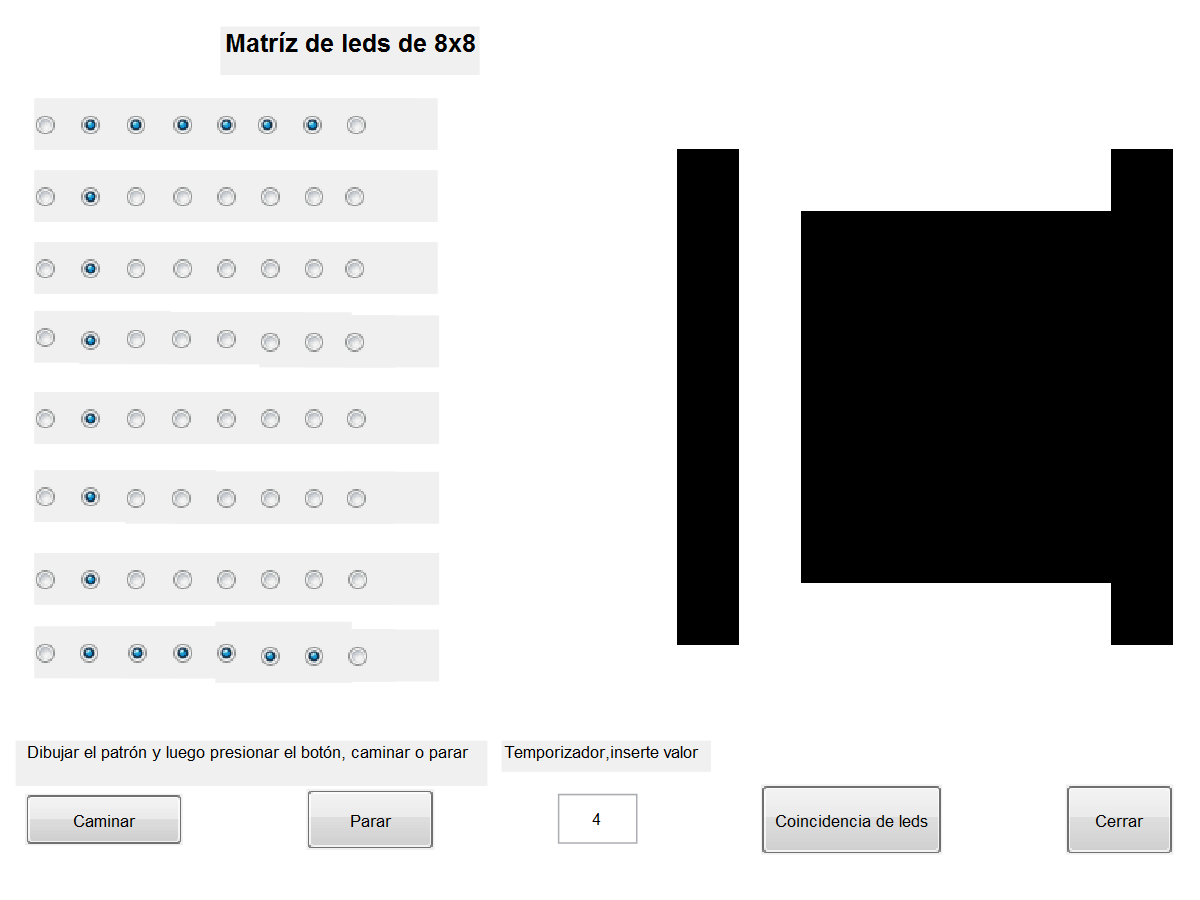 Matríz de leds de 8x8
Dibujar el patrón y luego presionar el botón, caminar o parar
Temporizador,inserte valor
Caminar
Parar
4
Coincidencia de leds
Cerrar